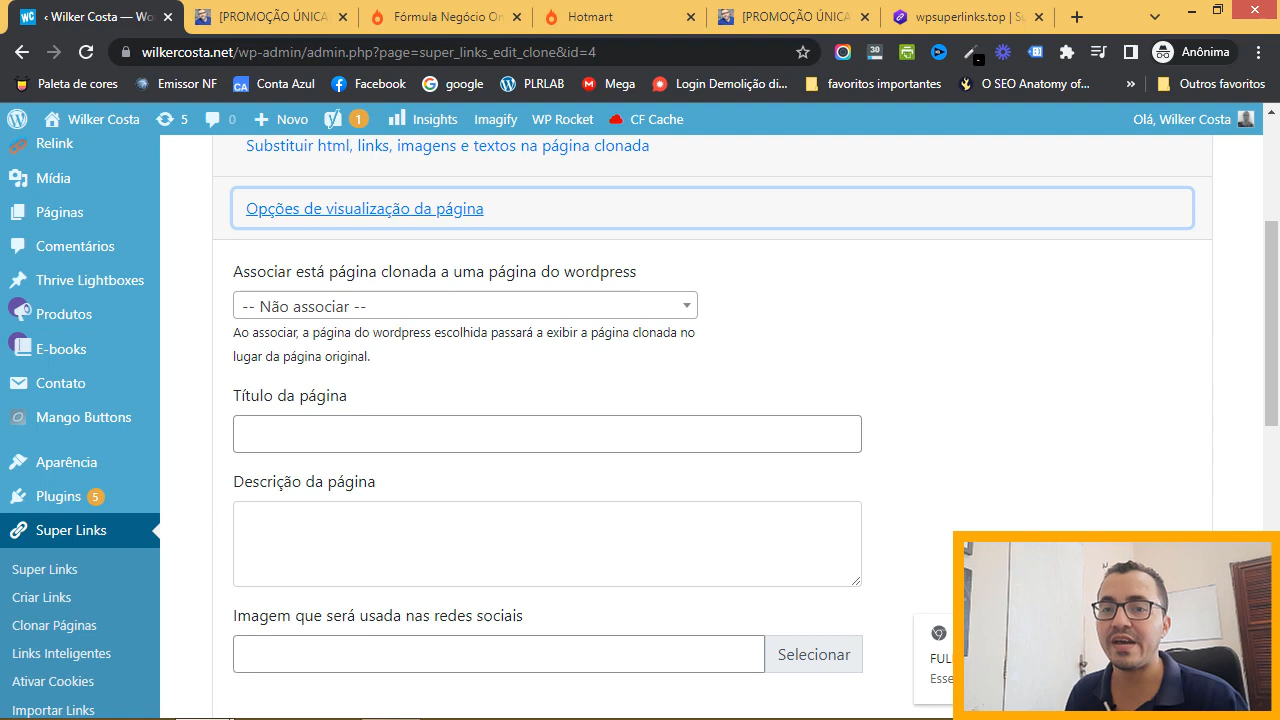 ‹ Wilker Costa — Wo
[PROMOÇÃO ÚNICA
Fórmula Negócio On
Hotmart
[PROMOÇÃO ÚNICA
wpsuperlinks.top | Su
wilkercosta.net/wp-admin/admin.php?page=super_links_edit_clone&id=4
30
Anônima
Paleta de cores
Emissor NF
CA
Conta Azul
Facebook
google
PLRLAB
Mega
Login Demolição di...
favoritos importantes
O SEO Anatomy of...
»
Outros favoritos
Wilker Costa
5
0
Novo
1
Insights
Imagify
WP Rocket
CF Cache
Olá, Wilker Costa
Relink
Mídia
Páginas
Comentários
Thrive Lightboxes
Produtos
E-books
Contato
Mango Buttons
Aparência
Plugins 5
Super Links
Super Links
Criar Links
Clonar Páginas
Links Inteligentes
Ativar Cookies
Importar Links
Substituir html, links, imagens e textos na página clonada
Opções de visualização da página
Associar está página clonada a uma página do wordpress
-- Não associar --
Ao associar, a página do wordpress escolhida passará a exibir a página clonada no
lugar da página original.
Título da página
Descrição da página
Imagem que será usada nas redes sociais
Selecionar
FULL
Esse